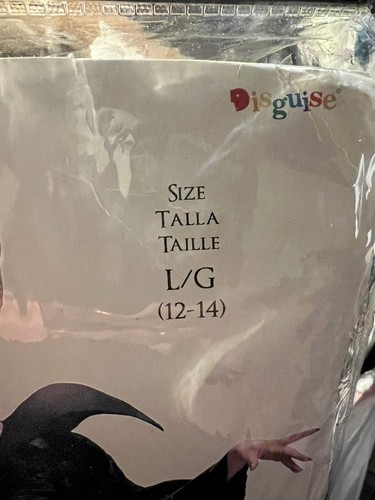 Disguise
SIZE
TALLA
TAILLE
L/G
(12-14)